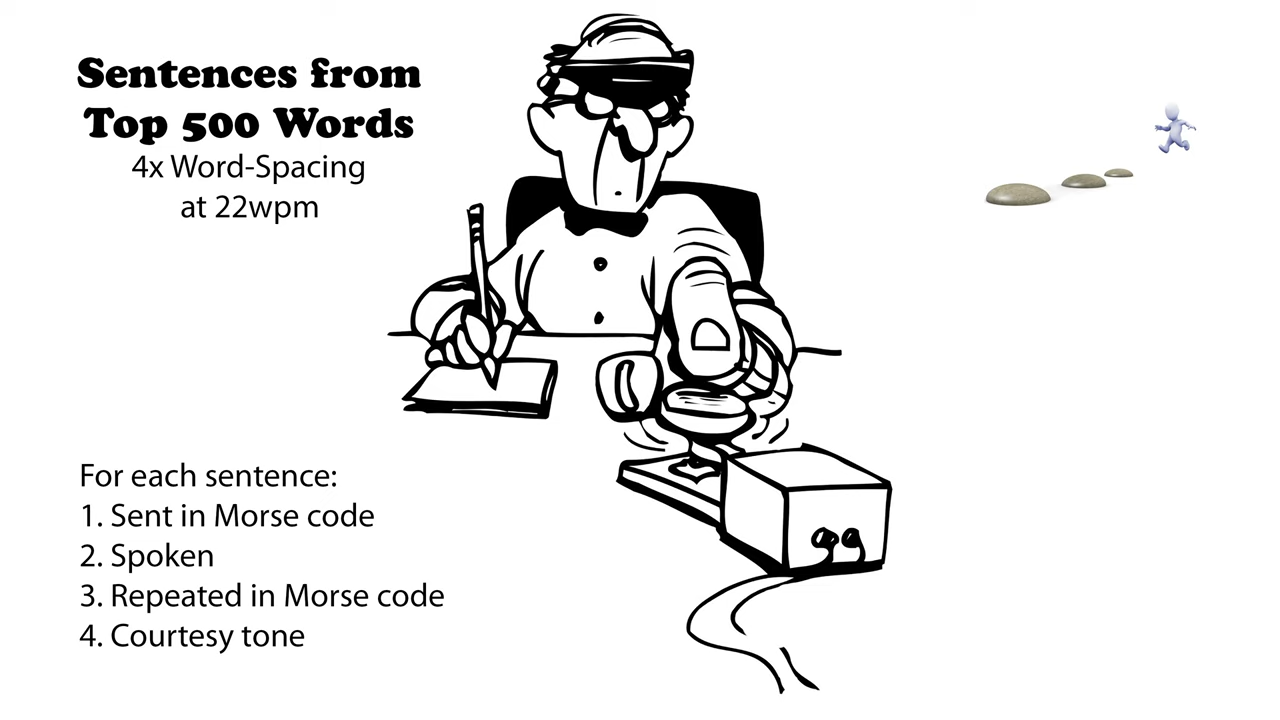 Sentences from
Top 500 Words
4x Word-Spacing
at 22wpm
For each sentence:
1. Sent in Morse code
2. Spoken
3. Repeated in Morse code
4. Courtesy tone